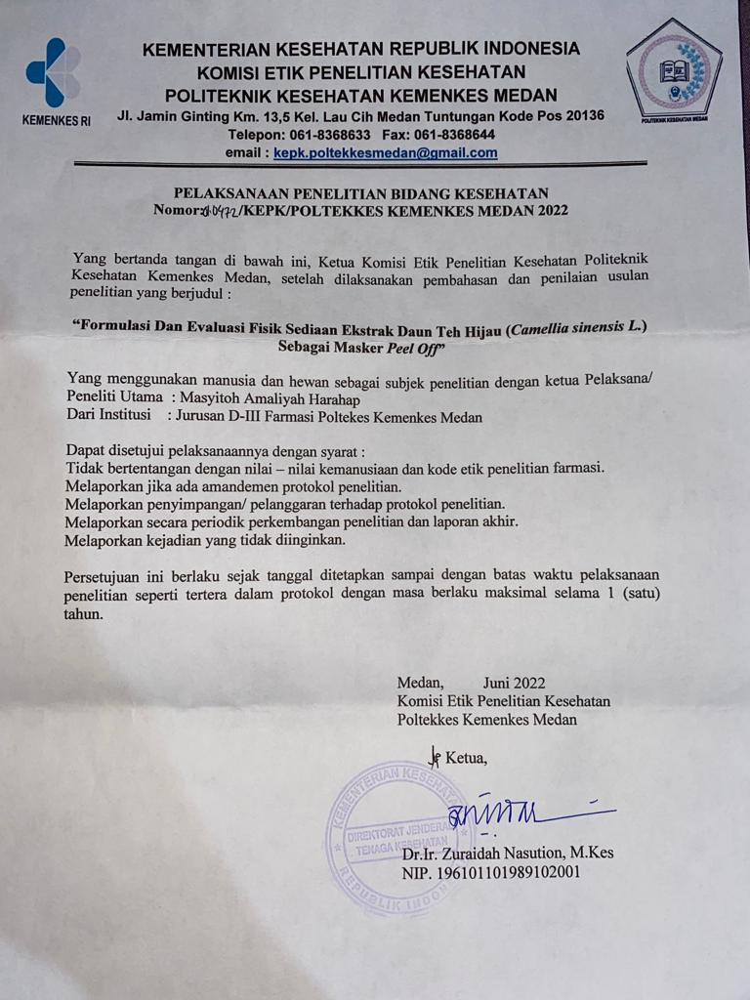 KEMENTERIAN KESEHATAN REPUBLIK INDONESIA
KOMISI ETIK PENELITIAN KESEHATAN
POLITEKNIK KESEHATAN KEMENKES MEDAN
Jl. Jamin Ginting Km. 13,5 Kel. Lau Cih Medan Tuntungan Kode Pos 20136
Telepon: 061-8368633 Fax: 061-8368644
email : kepk.poltekkesmedan@gmail.com
KEMENKES RI
POLITEKNIK KESEHATAN MEDAN
PELAKSANAAN PENELITIAN BIDANG KESEHATAN
Nomor: /KEPK/POLTEKKES KEMENKES MEDAN 2022
Yang bertanda tangan di bawah ini, Ketua Komisi Etik Penelitian Kesehatan Politeknik
Kesehatan Kemenkes Medan, setelah dilaksanakan pembahasan dan penilaian usulan
penelitian yang berjudul :
“Formulasi Dan Evaluasi Fisik Sediaan Ekstrak Daun Teh Hijau (Camellia sinensis L.)
Sebagai Masker Peel Off”
Yang menggunakan manusia dan hewan sebagai subjek penelitian dengan ketua Pelaksana/
Peneliti Utama : Masyitoh Amaliyah Harahap
Dari Institusi : Jurusan D-III Farmasi Poltekes Kemenkes Medan
Dapat disetujui pelaksanaannya dengan syarat :
Tidak bertentangan dengan nilai – nilai kemanusiaan dan kode etik penelitian farmasi.
Melaporkan jika ada amandemen protokol penelitian.
Melaporkan penyimpangan/ pelanggaran terhadap protokol penelitian.
Melaporkan secara periodik perkembangan penelitian dan laporan akhir.
Melaporkan kejadian yang tidak diinginkan.
Persetujuan ini berlaku sejak tanggal ditetapkan sampai dengan batas waktu pelaksanaan
penelitian seperti tertera dalam protokol dengan masa berlaku maksimal selama 1 (satu)
tahun.
Medan, Juni 2022
Komisi Etik Penelitian Kesehatan
Poltekkes Kemenkes Medan
Ketua,
KEMENTERIAN KESEHATAN
DIREKTORAT JENDERAL
TENAGA KESEHATAN
REPUBLIK INDONESIA
Dr.Ir. Zuraidah Nasution, M.Kes
NIP. 196101101989102001